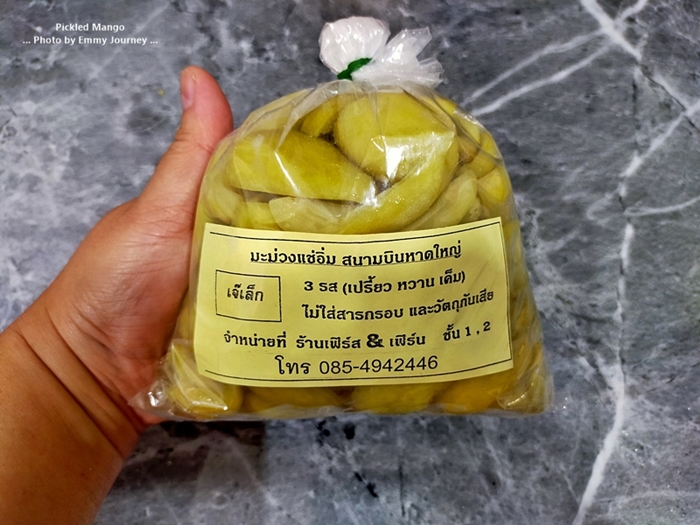 Pickled Mango
... Photo by Emmy Journey ...
มะม่วงแช่อิ่ม สนามบินหาดใหญ่
เจ๊เล็ก
3 รส (เปรี้ยว หวาน เค็ม)
ไม่ใส่สารกรอบ และวัตถุกันเสีย
จำหน่ายที่ ร้านเฟิร์ส & เฟิร์น ชั้น 1 , 2
โทร 085-4942446